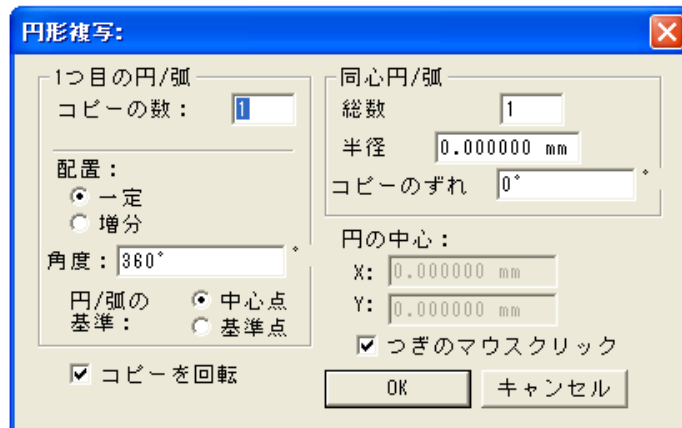 円形複写:
1つ目の円/弧
コピーの数：
1
配置：
一定
増分
角度：
360°
°
円/弧の
基準：
中心点
基準点
コピーを回転
同心円/弧
総数
1
半径
0.000000 mm
コピーのずれ
0°
°
円の中心：
X:
0.000000 mm
Y:
0.000000 mm
つぎのマウスクリック
OK
キャンセル